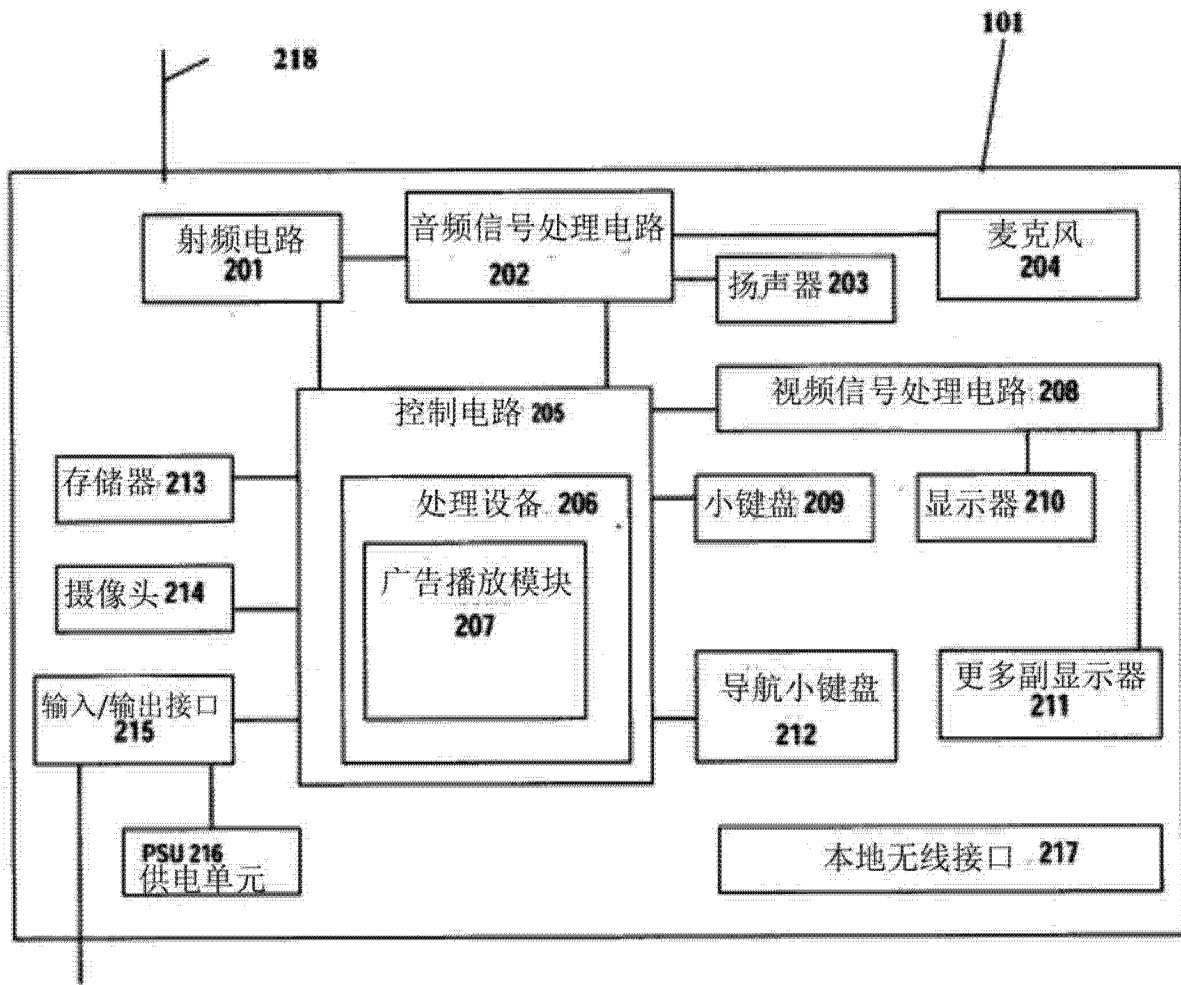 218
101
射频电路
201
音频信号处理电路
202
麦克风
204
扬声器 203
控制电路 205
视频信号处理电路 208
存储器 213
处理设备 206
小键盘 209
显示器 210
广告播放模块
207
摄像头 214
输入/输出接口
215
导航小键盘
212
更多副显示器
211
PSU 216
供电单元
本地无线接口 217